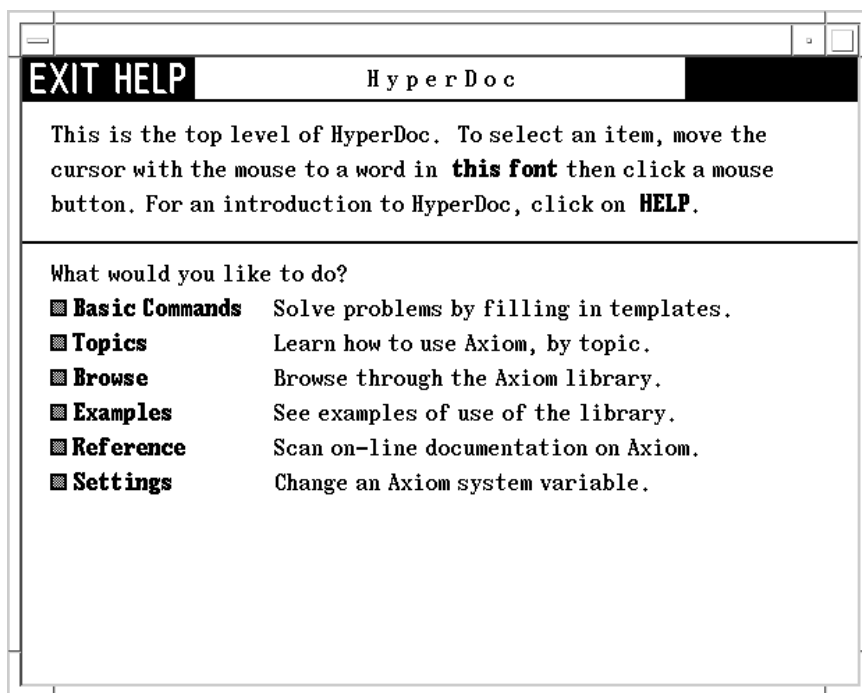 EXIT HELP HyperDoc
This is the top level of HyperDoc. To select an item, move the
cursor with the mouse to a word in this font then click a mouse
button. For an introduction to HyperDoc, click on HELP.
What would you like to do?
Basic Commands Solve problems by filling in templates.
Topics Learn how to use Axiom, by topic.
Browse Browse through the Axiom library.
Examples See examples of use of the library.
Reference Scan on-line documentation on Axiom.
Settings Change an Axiom system variable.